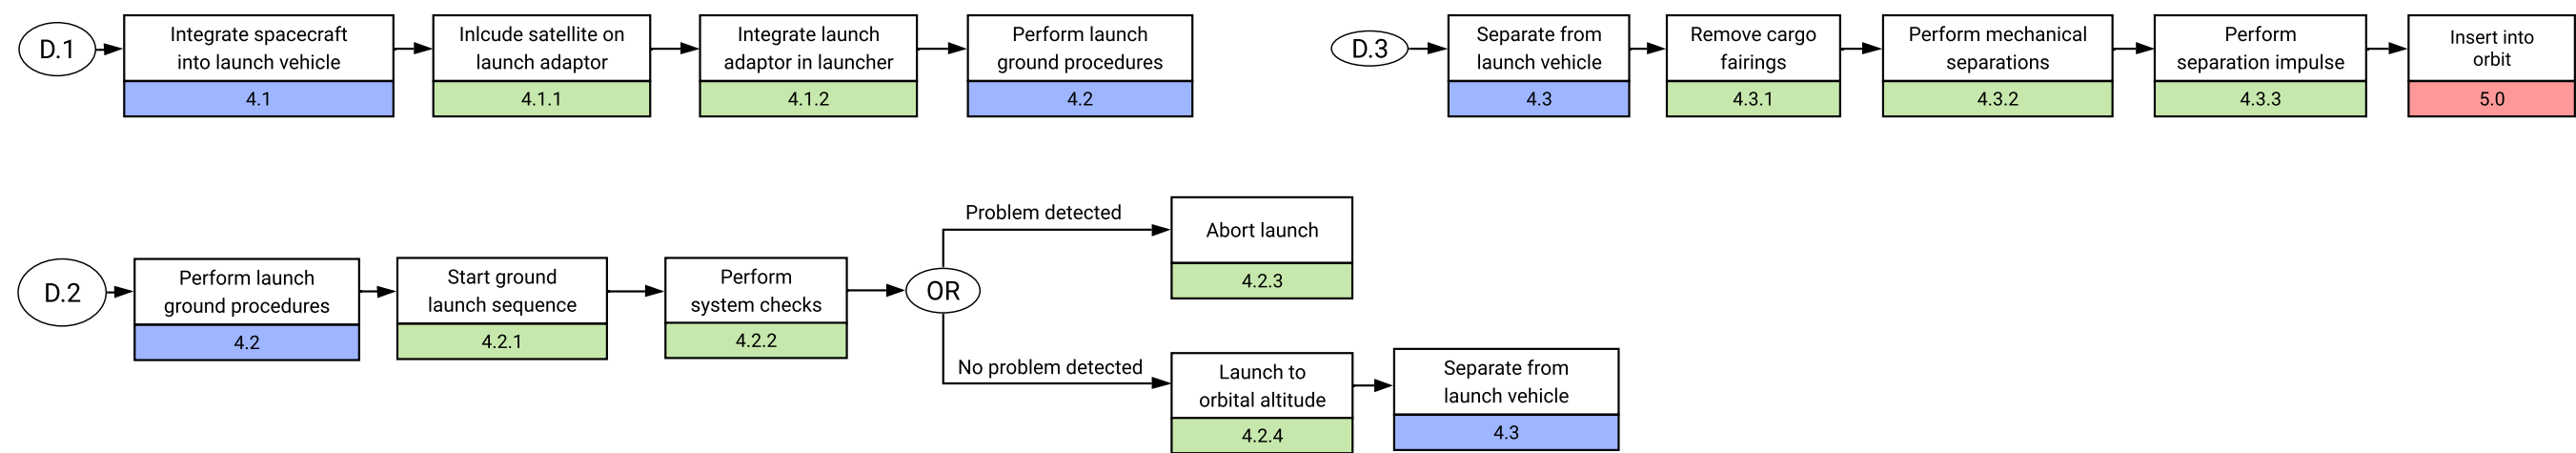 D.1
Integrate spacecraft
into launch vehicle
4.1
Inlcude satellite on
launch adaptor
4.1.1
Integrate launch
adaptor in launcher
4.1.2
Perform launch
ground procedures
4.2
D.3
Separate from
launch vehicle
4.3
Remove cargo
fairings
4.3.1
Perform mechanical
separations
4.3.2
Perform
separation impulse
4.3.3
Insert into
orbit
5.0
D.2
Perform launch
ground procedures
4.2
Start ground
launch sequence
4.2.1
Perform
system checks
4.2.2
OR
Problem detected
Abort launch
4.2.3
No problem detected
Launch to
orbital altitude
4.2.4
Separate from
launch vehicle
4.3